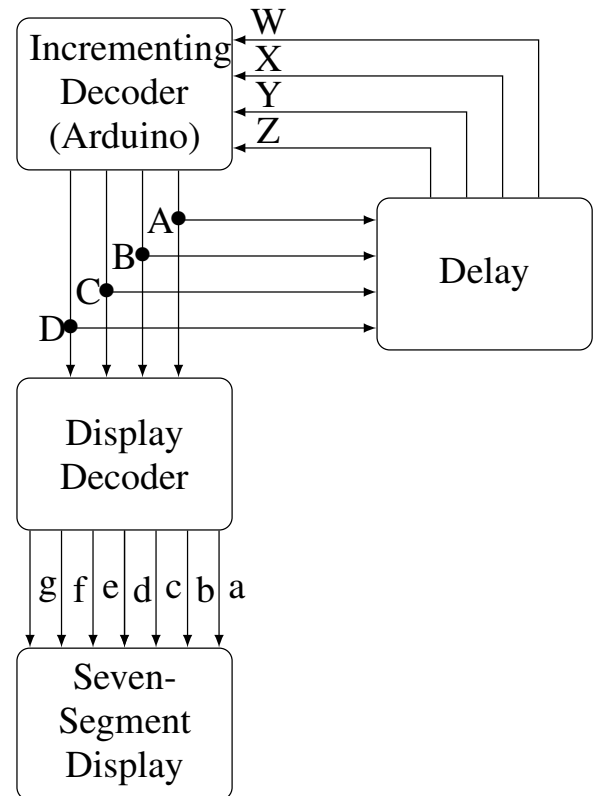 W
Incrementing
X
Decoder
Y
(Arduino)
Z
A
B
C
D
Delay
Display
Decoder
g f e d c b a
Seven-
Segment
Display